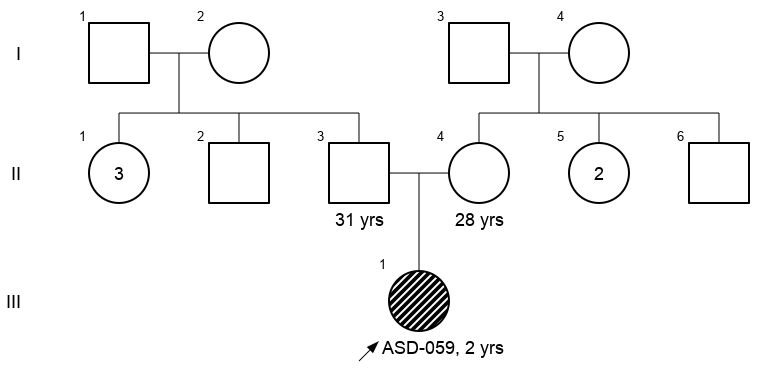 1 2 3 4
I
1 2 3 4 5 6
II 3 2
31 yrs 28 yrs
1
III
ASD-059, 2 yrs